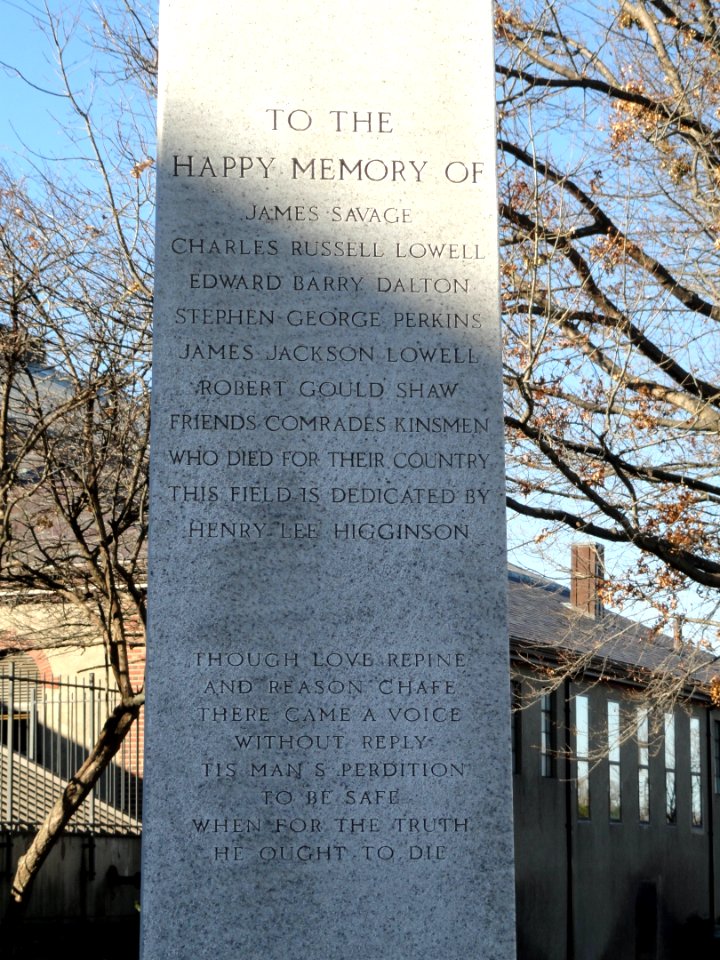 TO THE
HAPPY MEMORY OF
JAMES SAVAGE
CHARLES RUSSELL LOWELL
EDWARD BARRY DALTON
STEPHEN GEORGE PERKINS
JAMES JACKSON LOWELL
ROBERT GOULD SHAW
FRIENDS COMRADES KINSMEN
WHO DIED FOR THEIR COUNTRY
THIS FIELD IS DEDICATED BY
HENRY LEE HIGGINSON
THOUGH LOVE REPINE
AND REASON CHAFE
THERE CAME A VOICE
WITHOUT REPLY
TIS MAN S PERDITION
TO BE SAFE
WHEN FOR THE TRUTH
HE OUGHT TO DIE